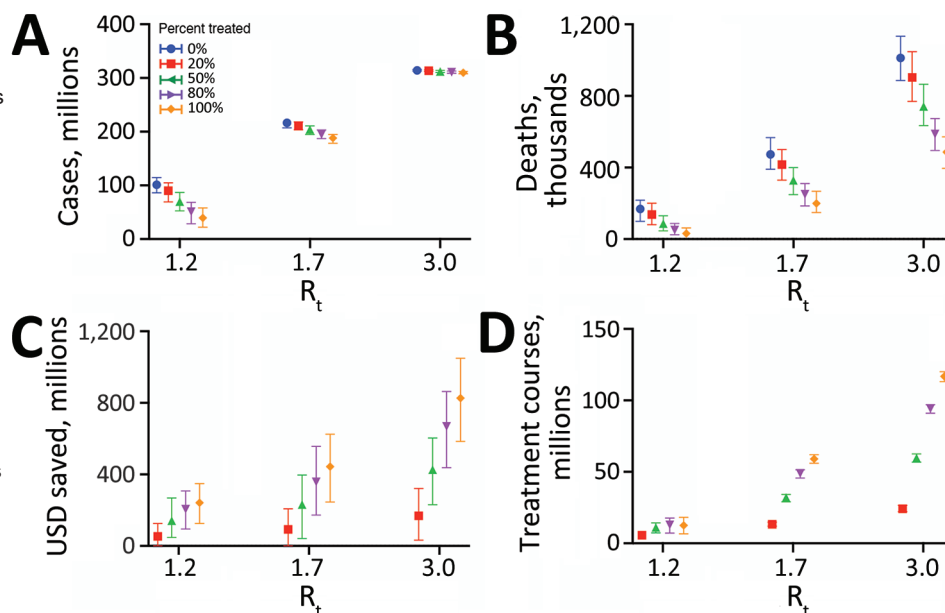 A
Cases, millions
400
300
200
100
0
Percent treated
0%
20%
50%
80%
100%
1.2
1.7
3.0
Rt
B
Deaths,
thousands
1,200
800
400
0
1.2
1.7
3.0
Rt
C
USD saved, millions
1,200
800
400
0
1.2
1.7
3.0
Rt
D
Treatment courses,
millions
150
100
50
0
1.2
1.7
3.0
Rt